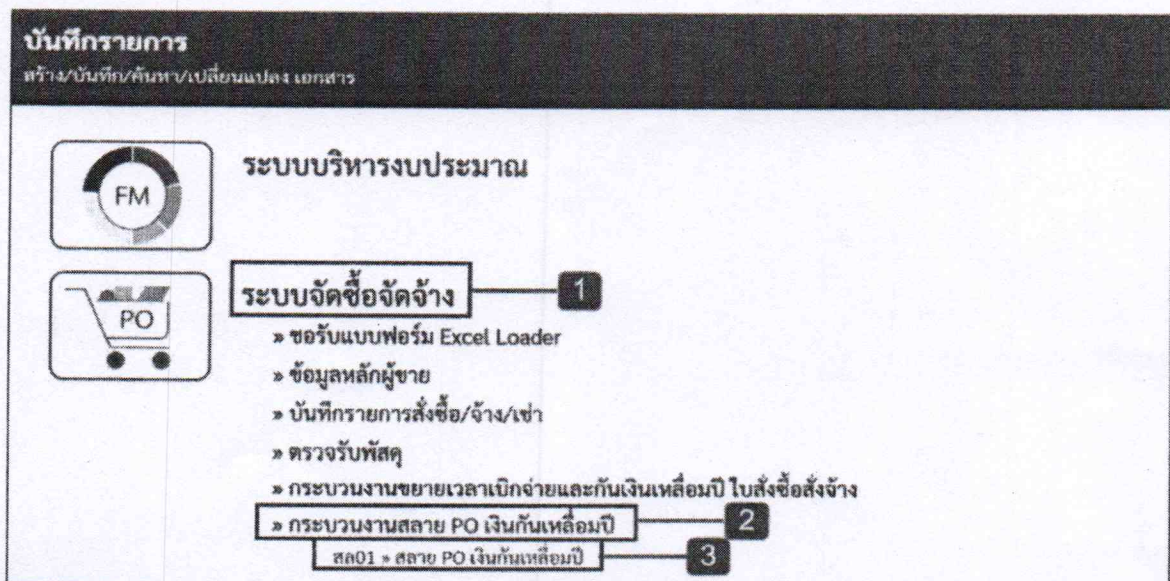 บันทึกรายการ
สร้าง/บันทึก/ค้นหา/เปลี่ยนแปลง เอกสาร
FM
ระบบบริหารงบประมาณ
PO
ระบบจัดซื้อจัดจ้าง 1
» ขอรับแบบฟอร์ม Excel Loader
» ข้อมูลหลักผู้ขาย
» บันทึกรายการสั่งซื้อ/จ้าง/เช่า
» ตรวจรับพัสดุ
» กระบวนงานขยายเวลาเบิกจ่ายและกันเงินเหลื่อมปี ใบสั่งซื้อสั่งจ้าง
» กระบวนงานสลาย PO เงินกันเหลื่อมปี 2
สล01 » สลาย PO เงินกันเหลื่อมปี 3